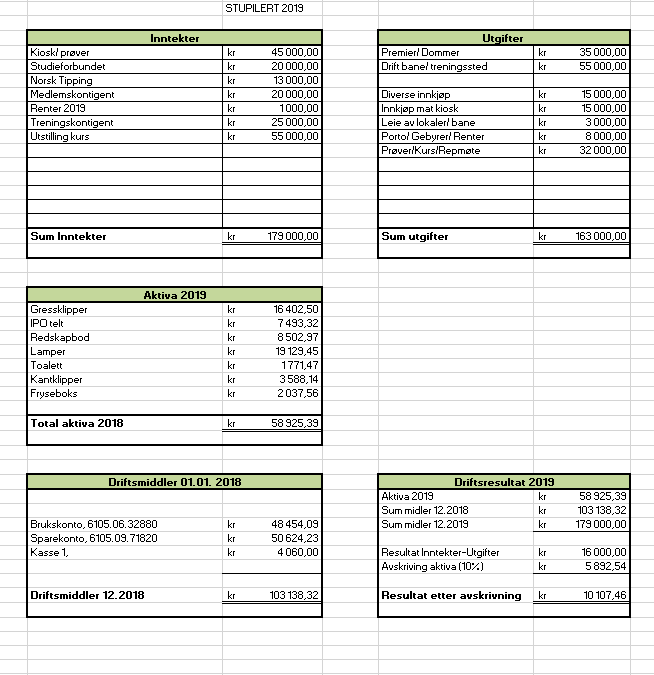 STUPILERT 2019
Inntekter
Kiosk/ prøver kr 45 000,00
Studieforbundet kr 20 000,00
Norsk Tipping kr 13 000,00
Medlemskontigent kr 20 000,00
Renter 2019 kr 1 000,00
Treningskontigent kr 25 000,00
Utstilling kurs kr 55 000,00
Sum Inntekter kr 179 000,00
Utgifter
Premier/ Dommer kr 35 000,00
Drift bane/ treningssted kr 55 000,00
Diverse innkjøp kr 15 000,00
Innkjøp mat kiosk kr 15 000,00
Leie av lokaler/ bane kr 3 000,00
Porto/ Gebyrer/ Renter kr 8 000,00
Prøver/Kurs/Repmøte kr 32 000,00
Sum utgifter kr 163 000,00
Aktiva 2019
Gressklipper kr 16 402,50
IPO telt kr 7 493,32
Redskapbod kr 8 502,97
Lamper kr 19 129,45
Toalett kr 1 771,47
Kantklipper kr 3 588,14
Fryseboks kr 2 037,56
Total aktiva 2018 kr 58 925,39
Driftsmiddler 01.01. 2018
Brukskonto, 6105.06.32880 kr 48 454,09
Sparekonto, 6105.09.71820 kr 50 624,23
Kasse 1, kr 4 060,00
Driftsmiddler 12.2018 kr 103 138,32
Driftsresultat 2019
Aktiva 2019 kr 58 925,39
Sum midler 12.2018 kr 103 138,32
Sum midler 12.2019 kr 179 000,00
Resultat Inntekter-Utgifter kr 16 000,00
Avskriving aktiva (10%) kr 5 892,54
Resultat etter avskrivning kr 10 107,46